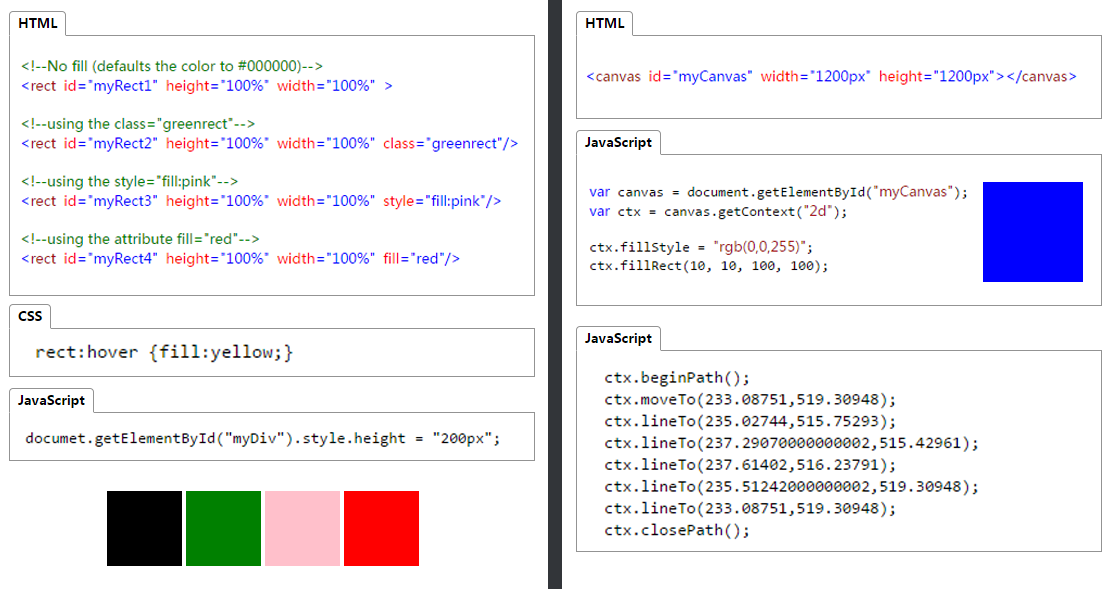 HTML
<!--No fill (defaults the color to #000000)-->
<rect id="myRect1" height="100%" width="100%" >
<!--using the class="greenrect"-->
<rect id="myRect2" height="100%" width="100%" class="greenrect"/>
<!--using the style="fill:pink"-->
<rect id="myRect3" height="100%" width="100%" style="fill:pink"/>
<!--using the attribute fill="red"-->
<rect id="myRect4" height="100%" width="100%" fill="red"/>
CSS
rect:hover {fill:yellow;}
JavaScript
documet.getElementById("myDiv").style.height = "200px";
HTML
<canvas id="myCanvas" width="1200px" height="1200px"></canvas>
JavaScript
var canvas = document.getElementById("myCanvas");
var ctx = canvas.getContext("2d");
ctx.fillStyle = "rgb(0,0,255)";
ctx.fillRect(10, 10, 100, 100);
JavaScript
ctx.beginPath();
ctx.moveTo(233.08751,519.30948);
ctx.lineTo(235.02744,515.75293);
ctx.lineTo(237.29070000000002,515.42961);
ctx.lineTo(237.61402,516.23791);
ctx.lineTo(235.51242000000002,519.30948);
ctx.lineTo(233.08751,519.30948);
ctx.closePath();